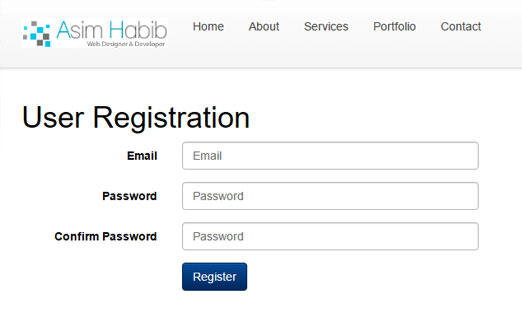 Asim Habib
Web Designer & Developer
Home About Services Portfolio Contact
User Registration
Email Email
Password Password
Confirm Password Password
Register